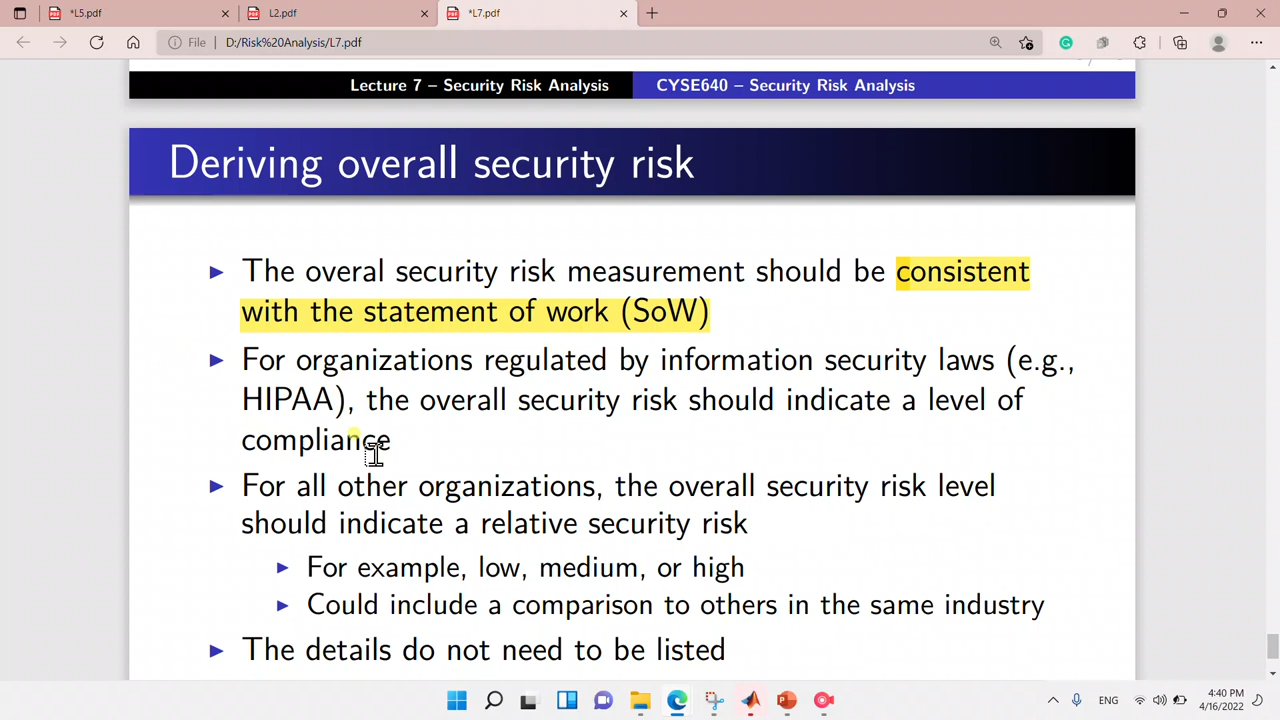 *L5.pdf
L2.pdf
*L7.pdf
File D:/Risk%20Analysis/L7.pdf
Lecture 7 – Security Risk Analysis
CYSE640 – Security Risk Analysis
Deriving overall security risk
The overal security risk measurement should be consistent
with the statement of work (SoW)
For organizations regulated by information security laws (e.g.,
HIPAA), the overall security risk should indicate a level of
compliance
For all other organizations, the overall security risk level
should indicate a relative security risk
For example, low, medium, or high
Could include a comparison to others in the same industry
The details do not need to be listed
ENG
4:40 PM
4/16/2022